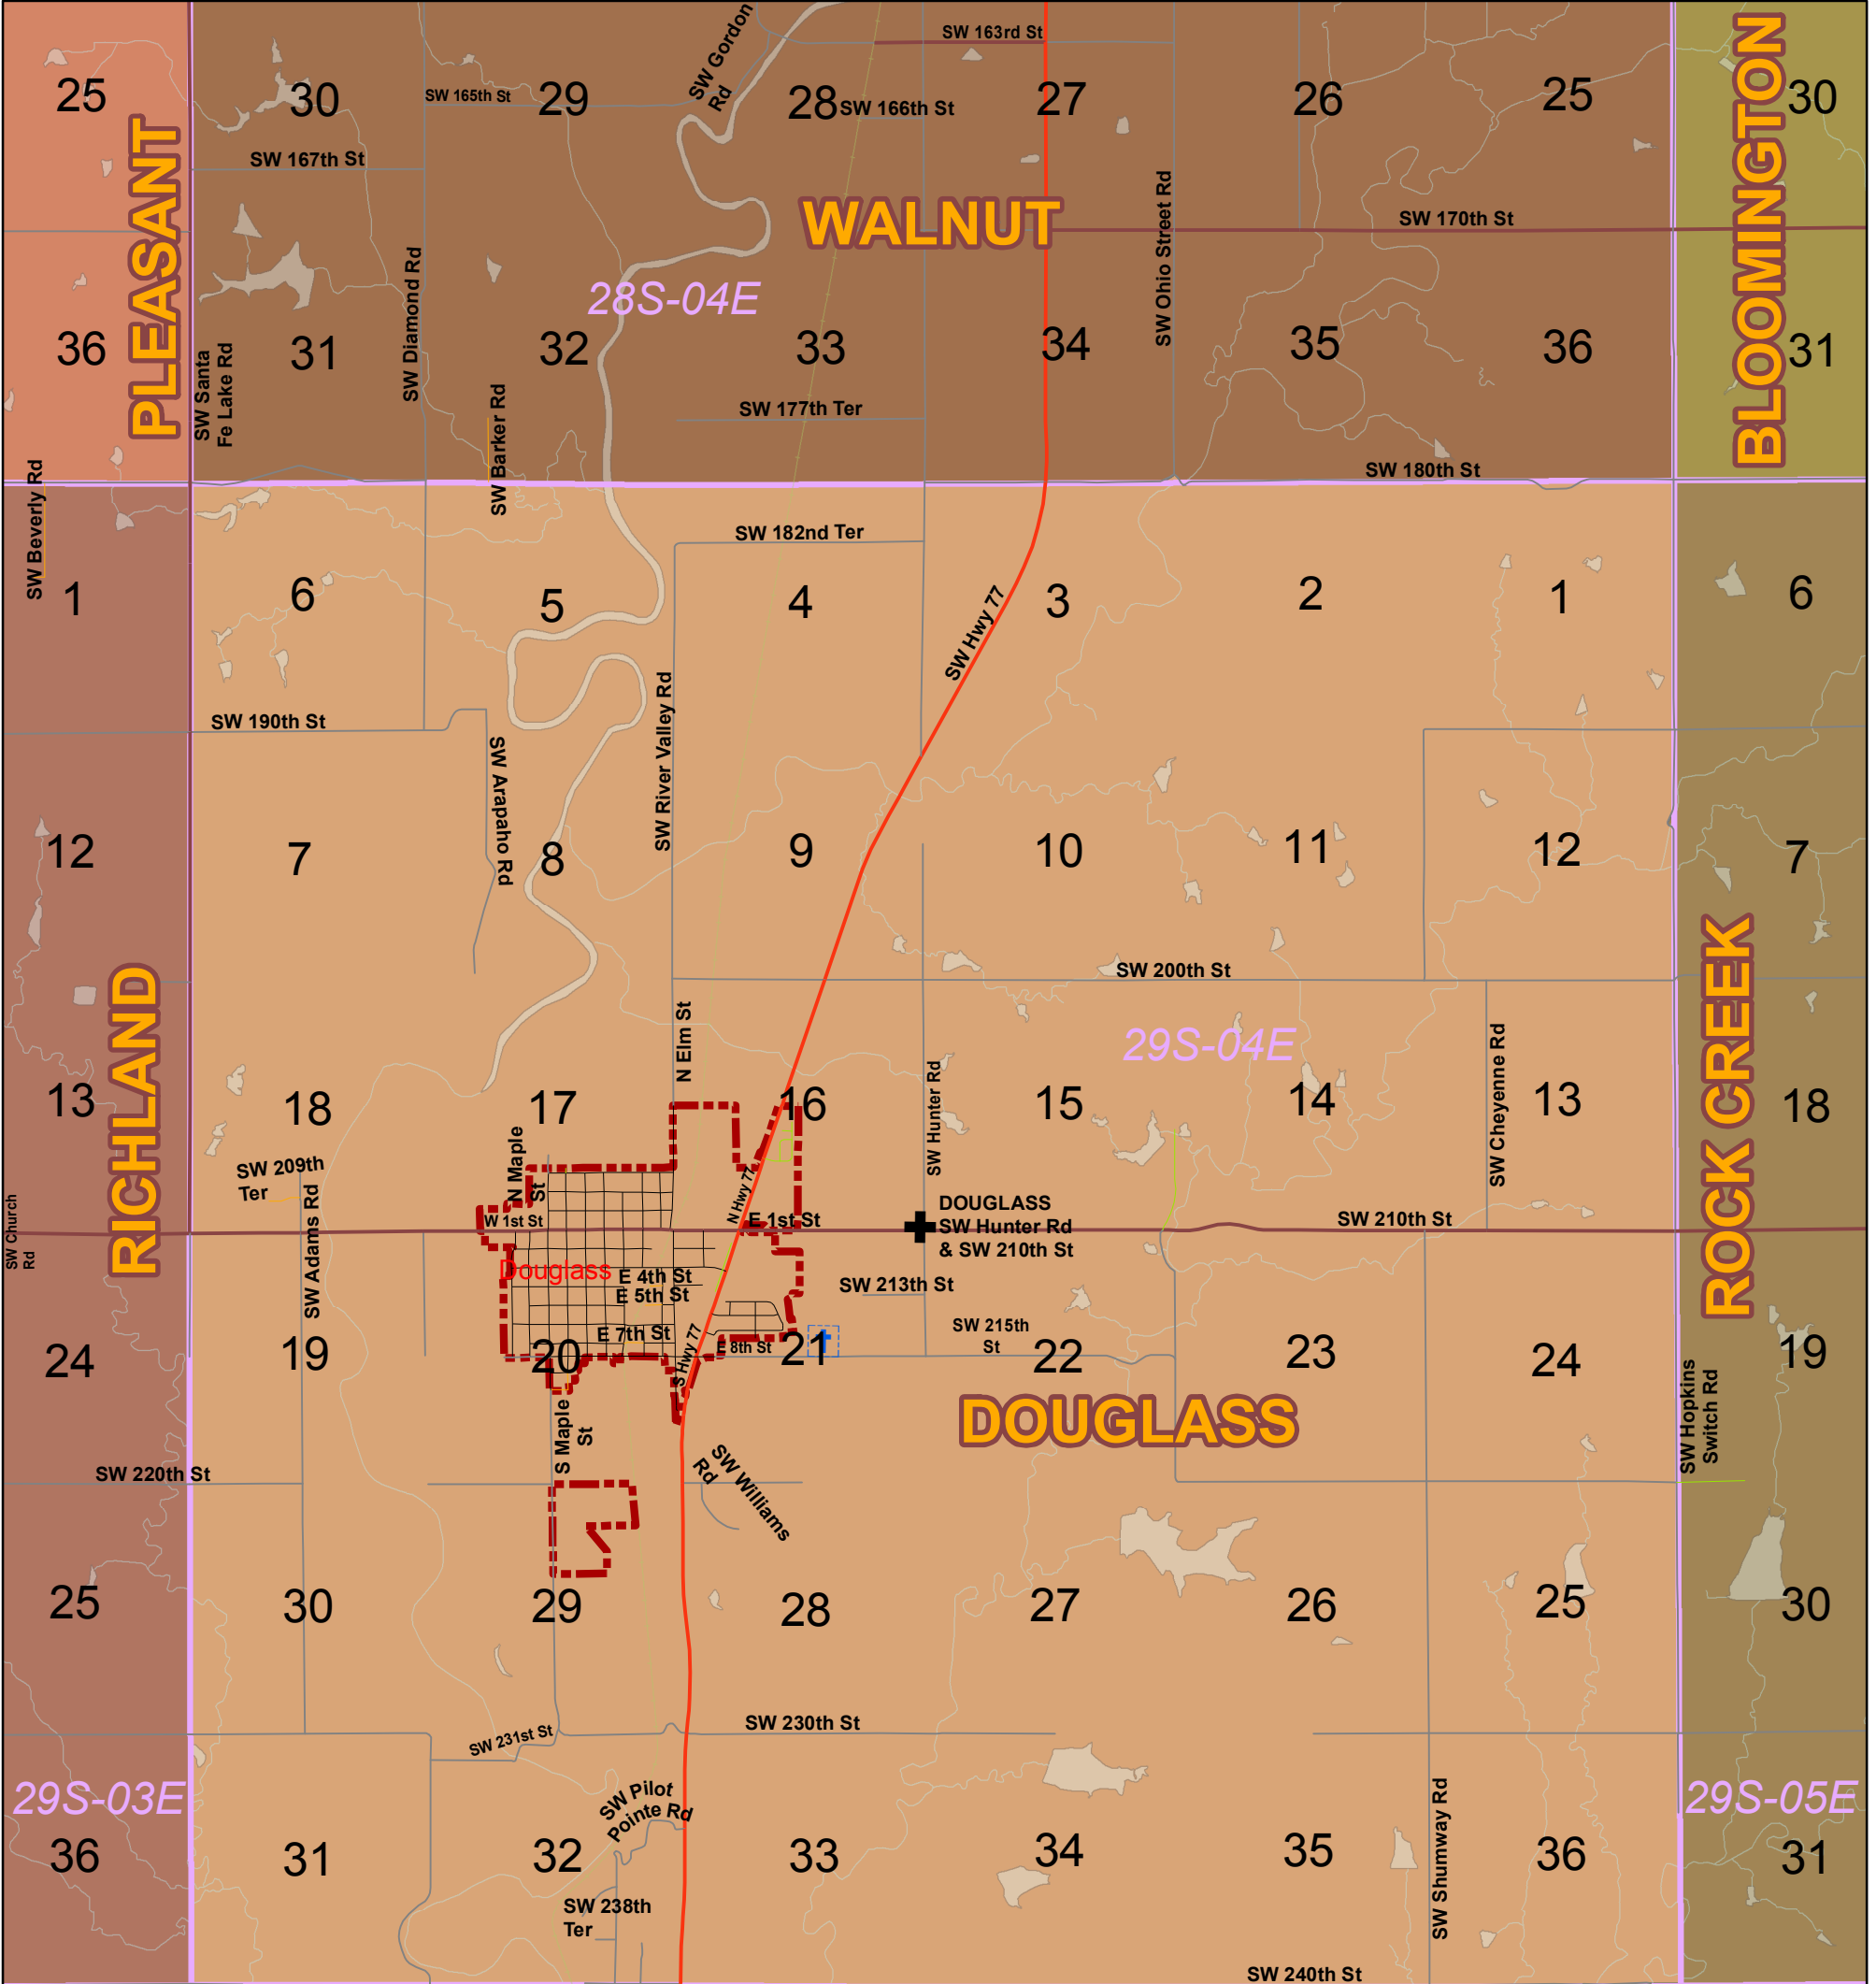 SW Gordon
Rd
SW 163rd St
25
30
SW 165th St
29
28
SW 166th St
27
26
25
30
SW 167th St
PLEASANT
WALNUT
SW 170th St
BLOOMINGTON
28S-04E
SW Ohio Street Rd
SW Diamond Rd
36
SW Santa
Fe Lake Rd
31
32
33
34
35
36
31
SW 177th Ter
SW Barker Rd
SW Beverly Rd
SW 180th St
SW 182nd Ter
1
6
5
4
SW Hwy 77
3
2
1
6
SW 190th St
SW Arapaho Rd
SW River Valley Rd
12
7
8
9
10
11
12
7
SW 200th St
RICHLAND
N Elm St
29S-04E
ROCK CREEK
SW Hunter Rd
SW Cheyenne Rd
13
18
17
16
15
14
13
18
N Maple
St
SW 209th
Ter
SW Adams Rd
SW Church
Rd
N Hwy 77
W 1st St
E 1st St
DOUGLASS
SW Hunter Rd
& SW 210th St
SW 210th St
Douglass
E 4th St
E 5th St
SW 213th St
E 7th St
E 8th St
SW 215th
St
S Hwy 77
24
19
20
21
22
23
24
19
SW Hopkins
Switch Rd
DOUGLASS
S Maple
St
SW 220th St
SW Williams
Rd
25
30
29
28
27
26
25
30
SW 231st St
SW 230th St
29S-03E
SW Pilot
Pointe Rd
29S-05E
36
31
32
33
34
35
SW Shumway Rd
36
31
SW 238th
Ter
SW 240th St